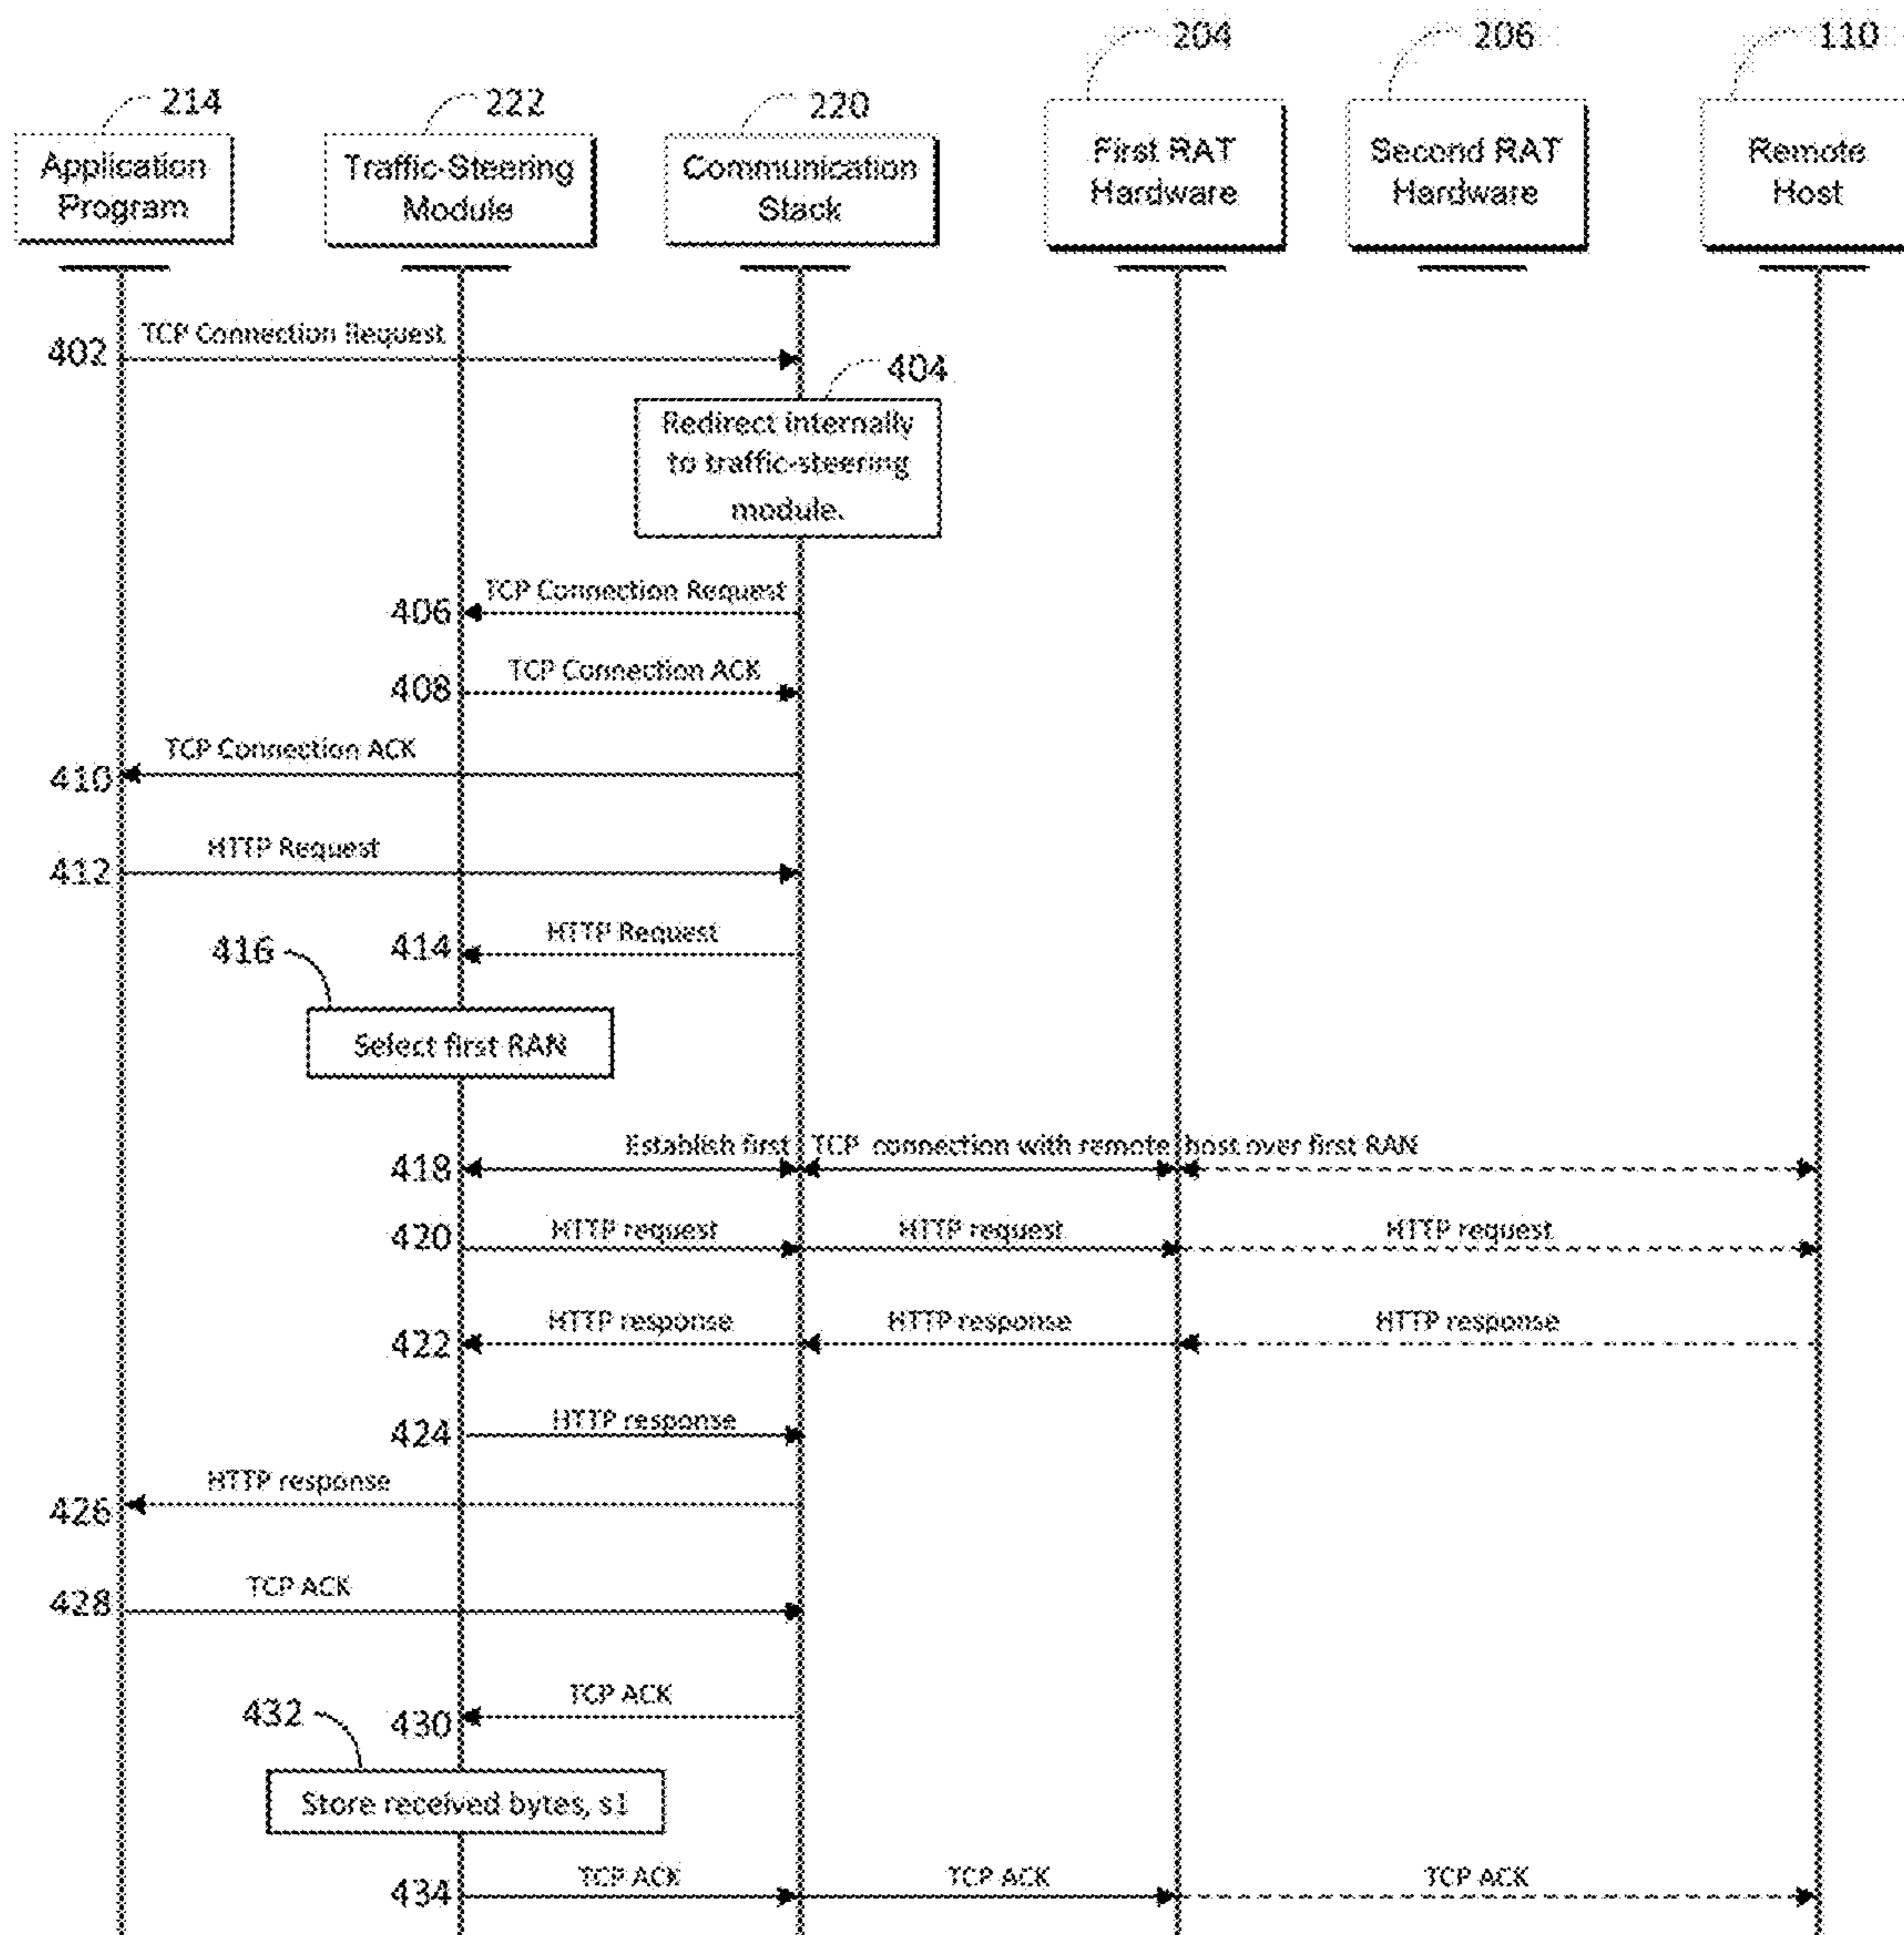 204
206
110
214
222
220
Application
Program
Traffic-Steering
Module
Communication
Stack
First RAT
Hardware
Second RAT
Hardware
Remote
Host
402
TCP Connection Request
404
Redirect internally
to traffic-steering
module.
406
TCP Connection Request
408
TCP Connection ACK
410
TCP Connection ACK
412
HTTP Request
416
414
HTTP Request
Select first RAN
418
Establish first TCP connection with remote host over first RAN
420
HTTP request
HTTP request
HTTP request
422
HTTP response
HTTP response
HTTP response
424
HTTP response
426
HTTP response
428
TCP ACK
432
430
TCP ACK
Store received bytes, s1
434
TCP ACK
TCP ACK
TCP ACK